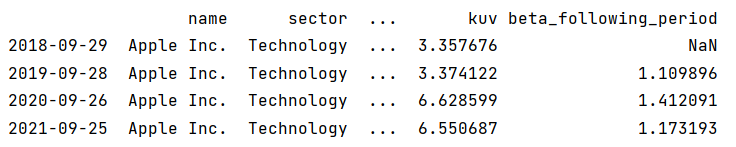 name sector ... kuv beta_following_period
2018-09-29 Apple Inc. Technology ... 3.357676 NaN
2019-09-28 Apple Inc. Technology ... 3.374122 1.109896
2020-09-26 Apple Inc. Technology ... 6.628599 1.412091
2021-09-25 Apple Inc. Technology ... 6.550687 1.173193